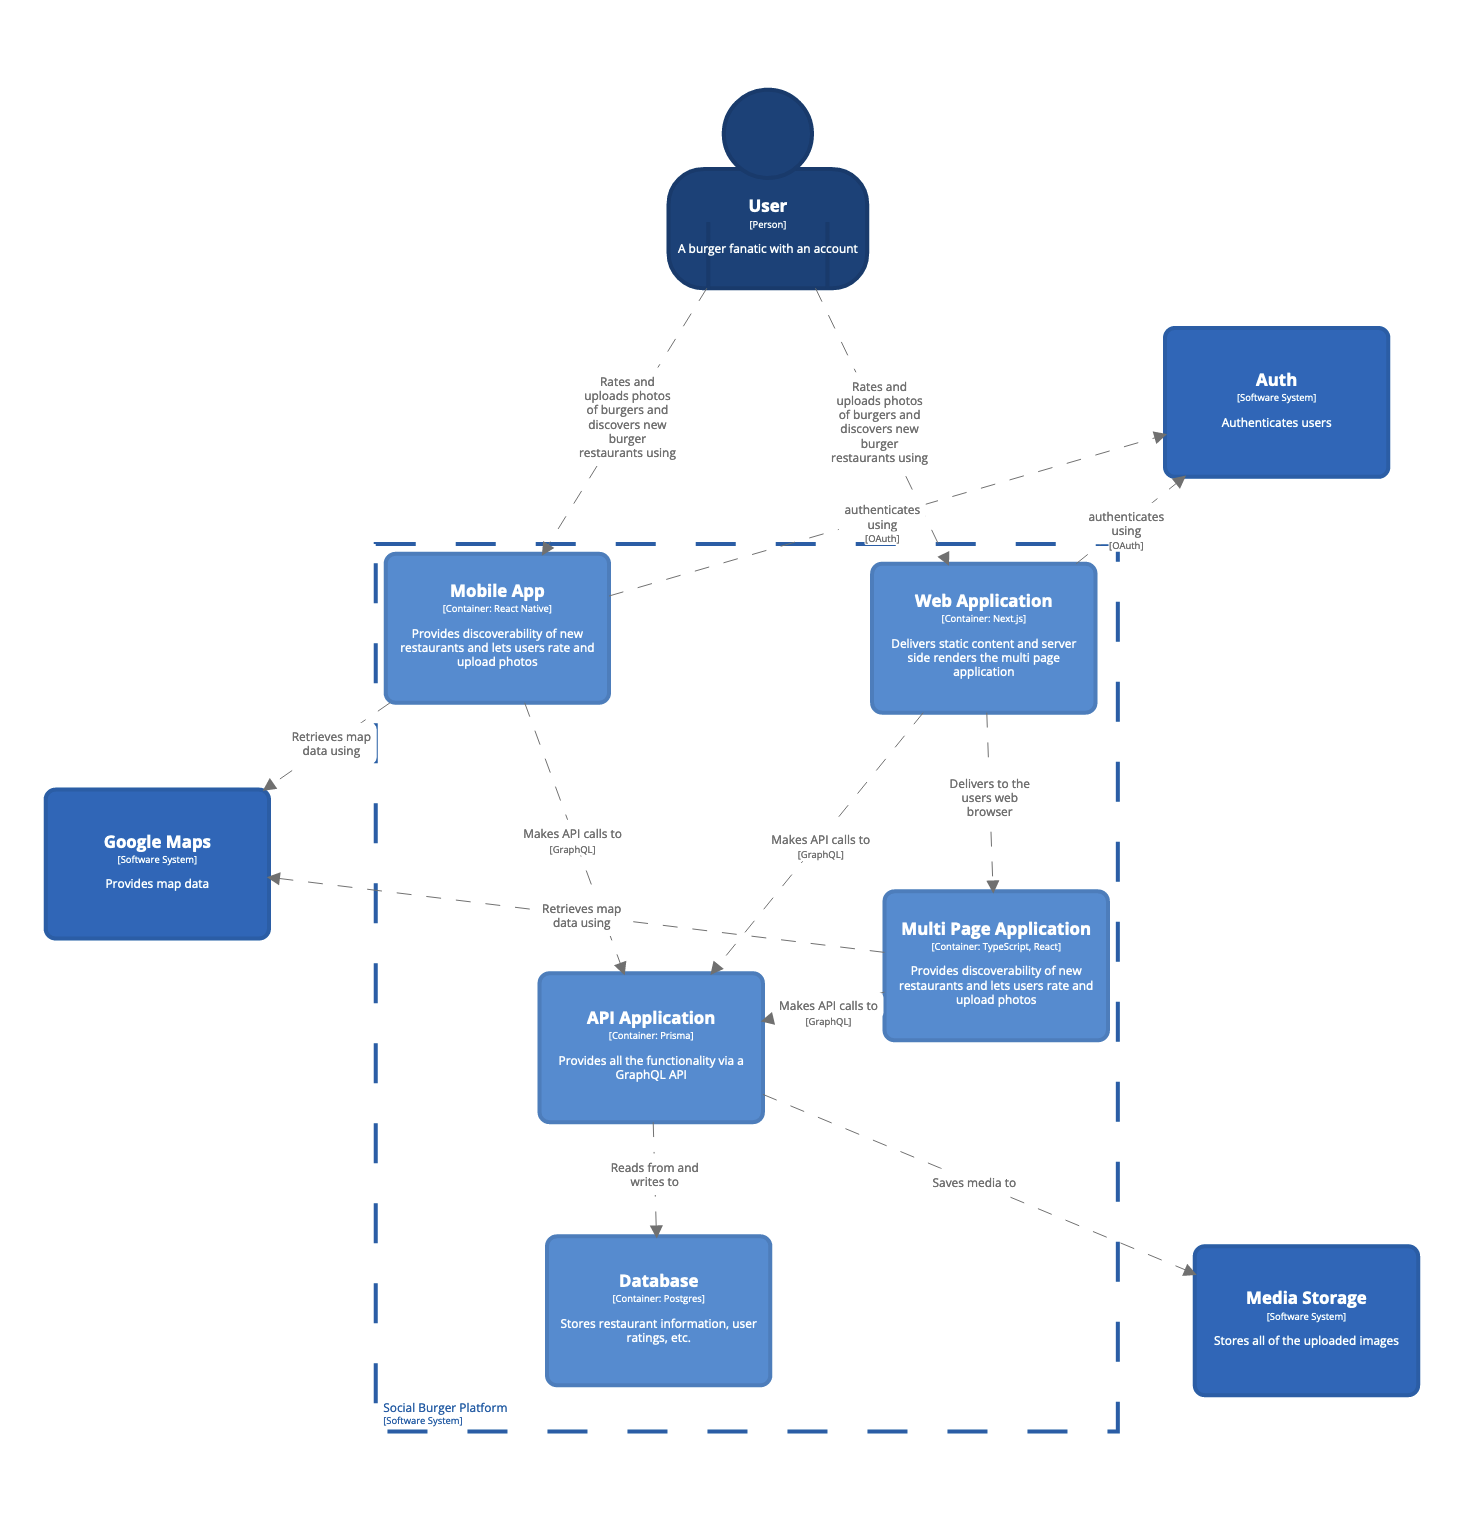 User
[Person]
A burger fanatic with an account
Auth
[Software System]
Authenticates users
Rates and
uploads photos
of burgers and
discovers new
burger
restaurants using
Rates and
uploads photos
of burgers and
discovers new
burger
restaurants using
authenticates
using
[OAuth]
authenticates
using
[OAuth]
Mobile App
[Container: React Native]
Provides discoverability of new
restaurants and lets users rate and
upload photos
Web Application
[Container: Next.js]
Delivers static content and server
side renders the multi page
application
Retrieves map
data using
Google Maps
[Software System]
Provides map data
Makes API calls to
[GraphQL]
Makes API calls to
[GraphQL]
Delivers to the
users web
browser
Retrieves map
data using
Multi Page Application
[Container: TypeScript, React]
Provides discoverability of new
restaurants and lets users rate and
upload photos
Makes API calls to
[GraphQL]
API Application
[Container: Prisma]
Provides all the functionality via a
GraphQL API
Reads from and
writes to
Saves media to
Database
[Container: Postgres]
Stores restaurant information, user
ratings, etc.
Media Storage
[Software System]
Stores all of the uploaded images
Social Burger Platform
[Software System]